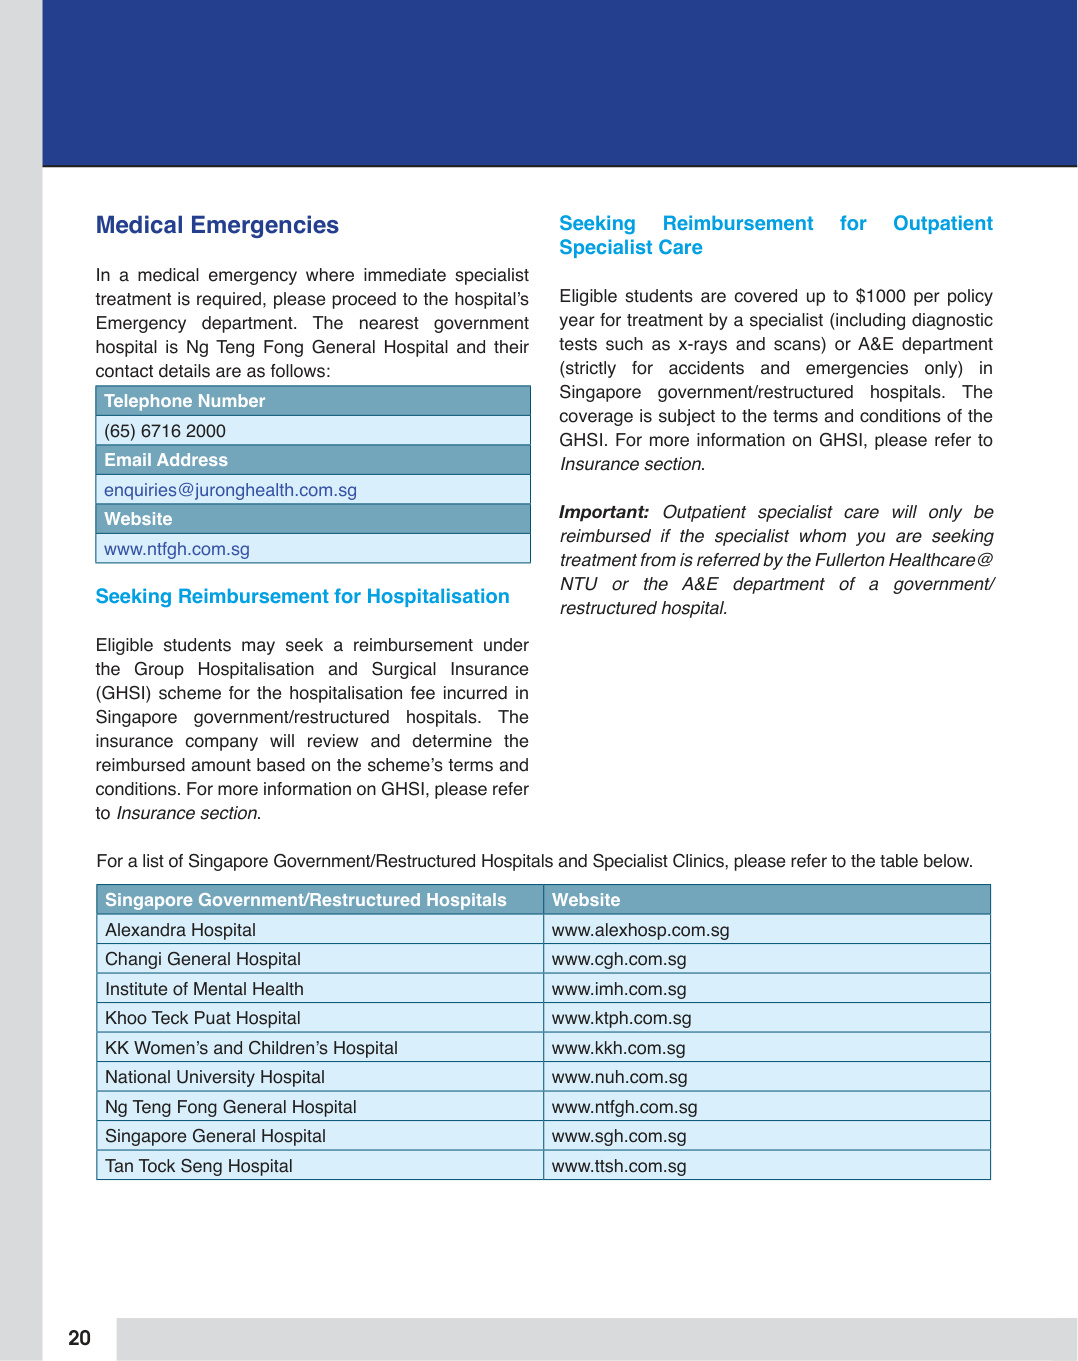 Medical Emergencies
In a medical emergency where immediate specialist
treatment is required, please proceed to the hospital’s
Emergency department. The nearest government
hospital is Ng Teng Fong General Hospital and their
contact details are as follows:
Telephone Number
(65) 6716 2000
Email Address
enquiries@juronghealth.com.sg
Website
www.ntfgh.com.sg
Seeking Reimbursement for Hospitalisation
Eligible students may seek a reimbursement under
the Group Hospitalisation and Surgical Insurance
(GHSI) scheme for the hospitalisation fee incurred in
Singapore government/restructured hospitals. The
insurance company will review and determine the
reimbursed amount based on the scheme’s terms and
conditions. For more information on GHSI, please refer
to Insurance section.
Seeking Reimbursement for Outpatient
Specialist Care
Eligible students are covered up to $1000 per policy
year for treatment by a specialist (including diagnostic
tests such as x-rays and scans) or A&E department
(strictly for accidents and emergencies only) in
Singapore government/restructured hospitals. The
coverage is subject to the terms and conditions of the
GHSI. For more information on GHSI, please refer to
Insurance section.
Important: Outpatient specialist care will only be
reimbursed if the specialist whom you are seeking
treatment from is referred by the Fullerton Healthcare@
NTU or the A&E department of a government/
restructured hospital.
For a list of Singapore Government/Restructured Hospitals and Specialist Clinics, please refer to the table below.
Singapore Government/Restructured Hospitals Website
Alexandra Hospital www.alexhosp.com.sg
Changi General Hospital www.cgh.com.sg
Institute of Mental Health www.imh.com.sg
Khoo Teck Puat Hospital www.ktph.com.sg
KK Women’s and Children’s Hospital www.kkh.com.sg
National University Hospital www.nuh.com.sg
Ng Teng Fong General Hospital www.ntfgh.com.sg
Singapore General Hospital www.sgh.com.sg
Tan Tock Seng Hospital www.ttsh.com.sg
20